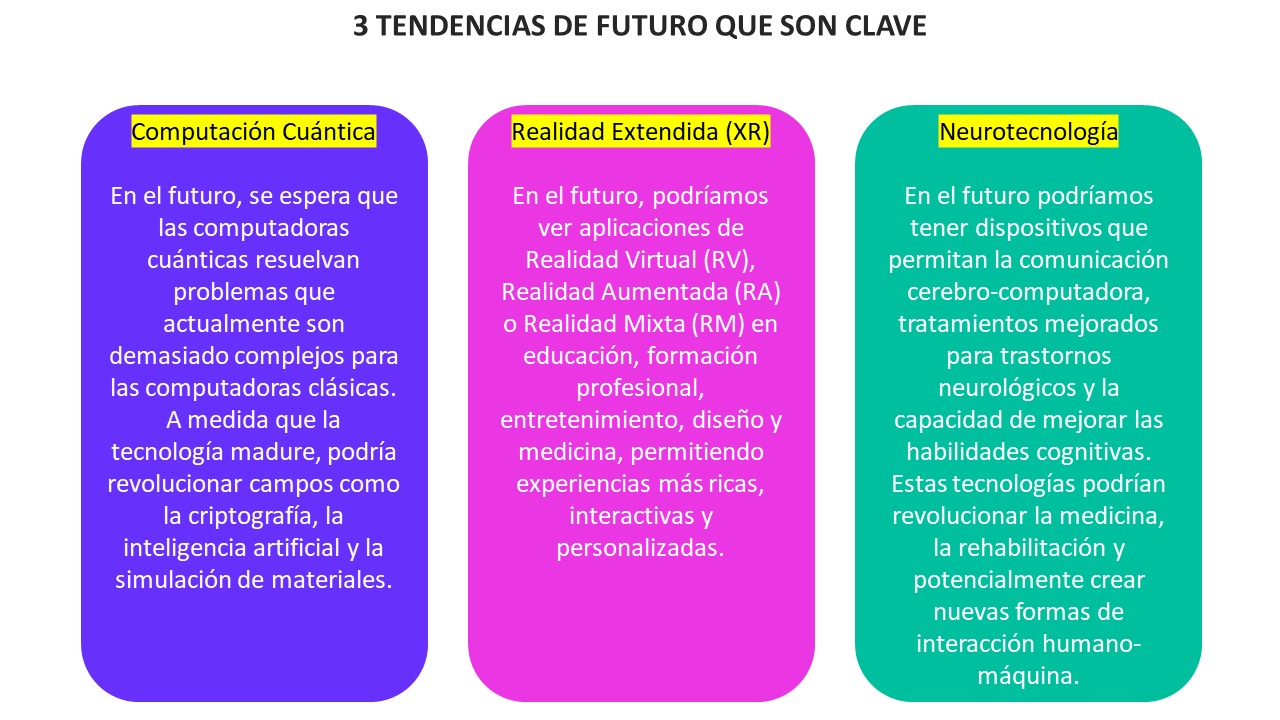 3 TENDENCIAS DE FUTURO QUE SON CLAVE
Computación Cuántica
En el futuro, se espera que
las computadoras
cuánticas resuelvan
problemas que
actualmente son
demasiado complejos para
las computadoras clásicas.
A medida que la
tecnología madure, podría
revolucionar campos como
la criptografía, la
inteligencia artificial y la
simulación de materiales.
Realidad Extendida (XR)
En el futuro, podríamos
ver aplicaciones de
Realidad Virtual (RV),
Realidad Aumentada (RA)
o Realidad Mixta (RM) en
educación, formación
profesional,
entretenimiento, diseño y
medicina, permitiendo
experiencias más ricas,
interactivas y
personalizadas.
Neurotecnología
En el futuro podríamos
tener dispositivos que
permitan la comunicación
cerebro-computadora,
tratamientos mejorados
para trastornos
neurológicos y la
capacidad de mejorar las
habilidades cognitivas.
Estas tecnologías podrían
revolucionar la medicina,
la rehabilitación y
potencialmente crear
nuevas formas de
interacción humano-
máquina.